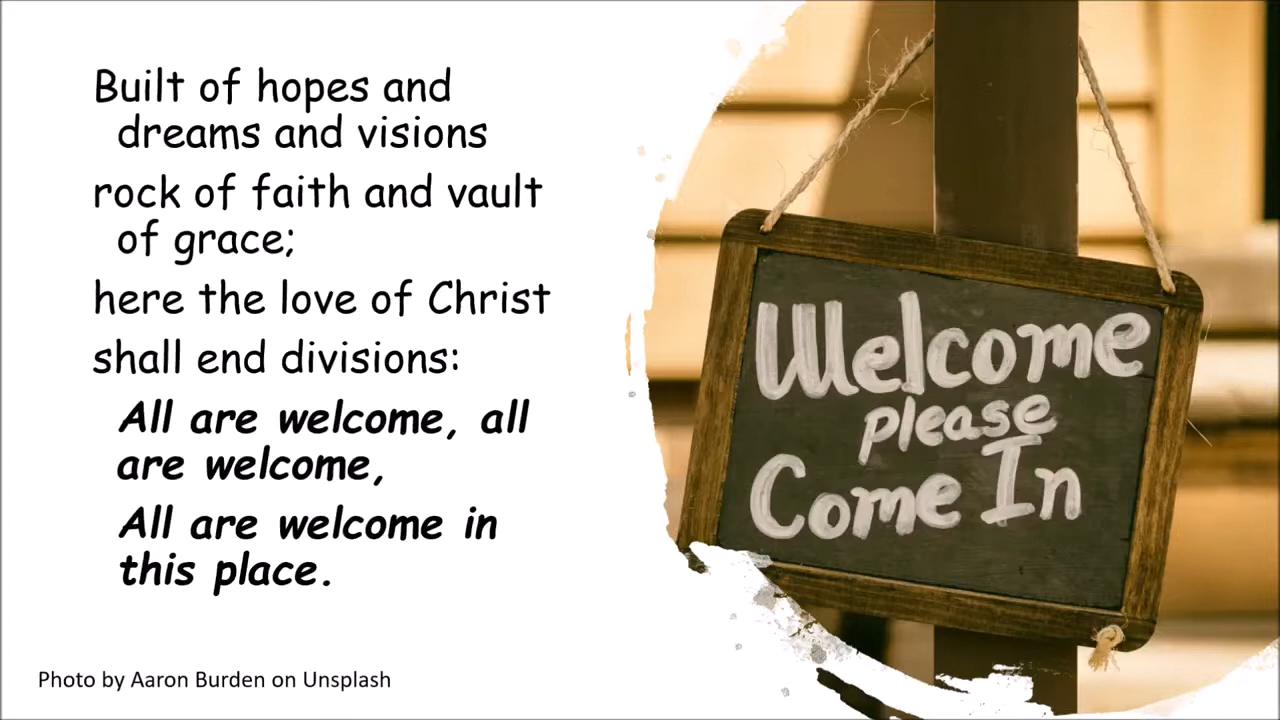 Built of hopes and
dreams and visions
rock of faith and vault
of grace;
here the love of Christ
shall end divisions:
All are welcome, all
are welcome,
All are welcome in
this place.
Photo by Aaron Burden on Unsplash
Welcome
please
Come In